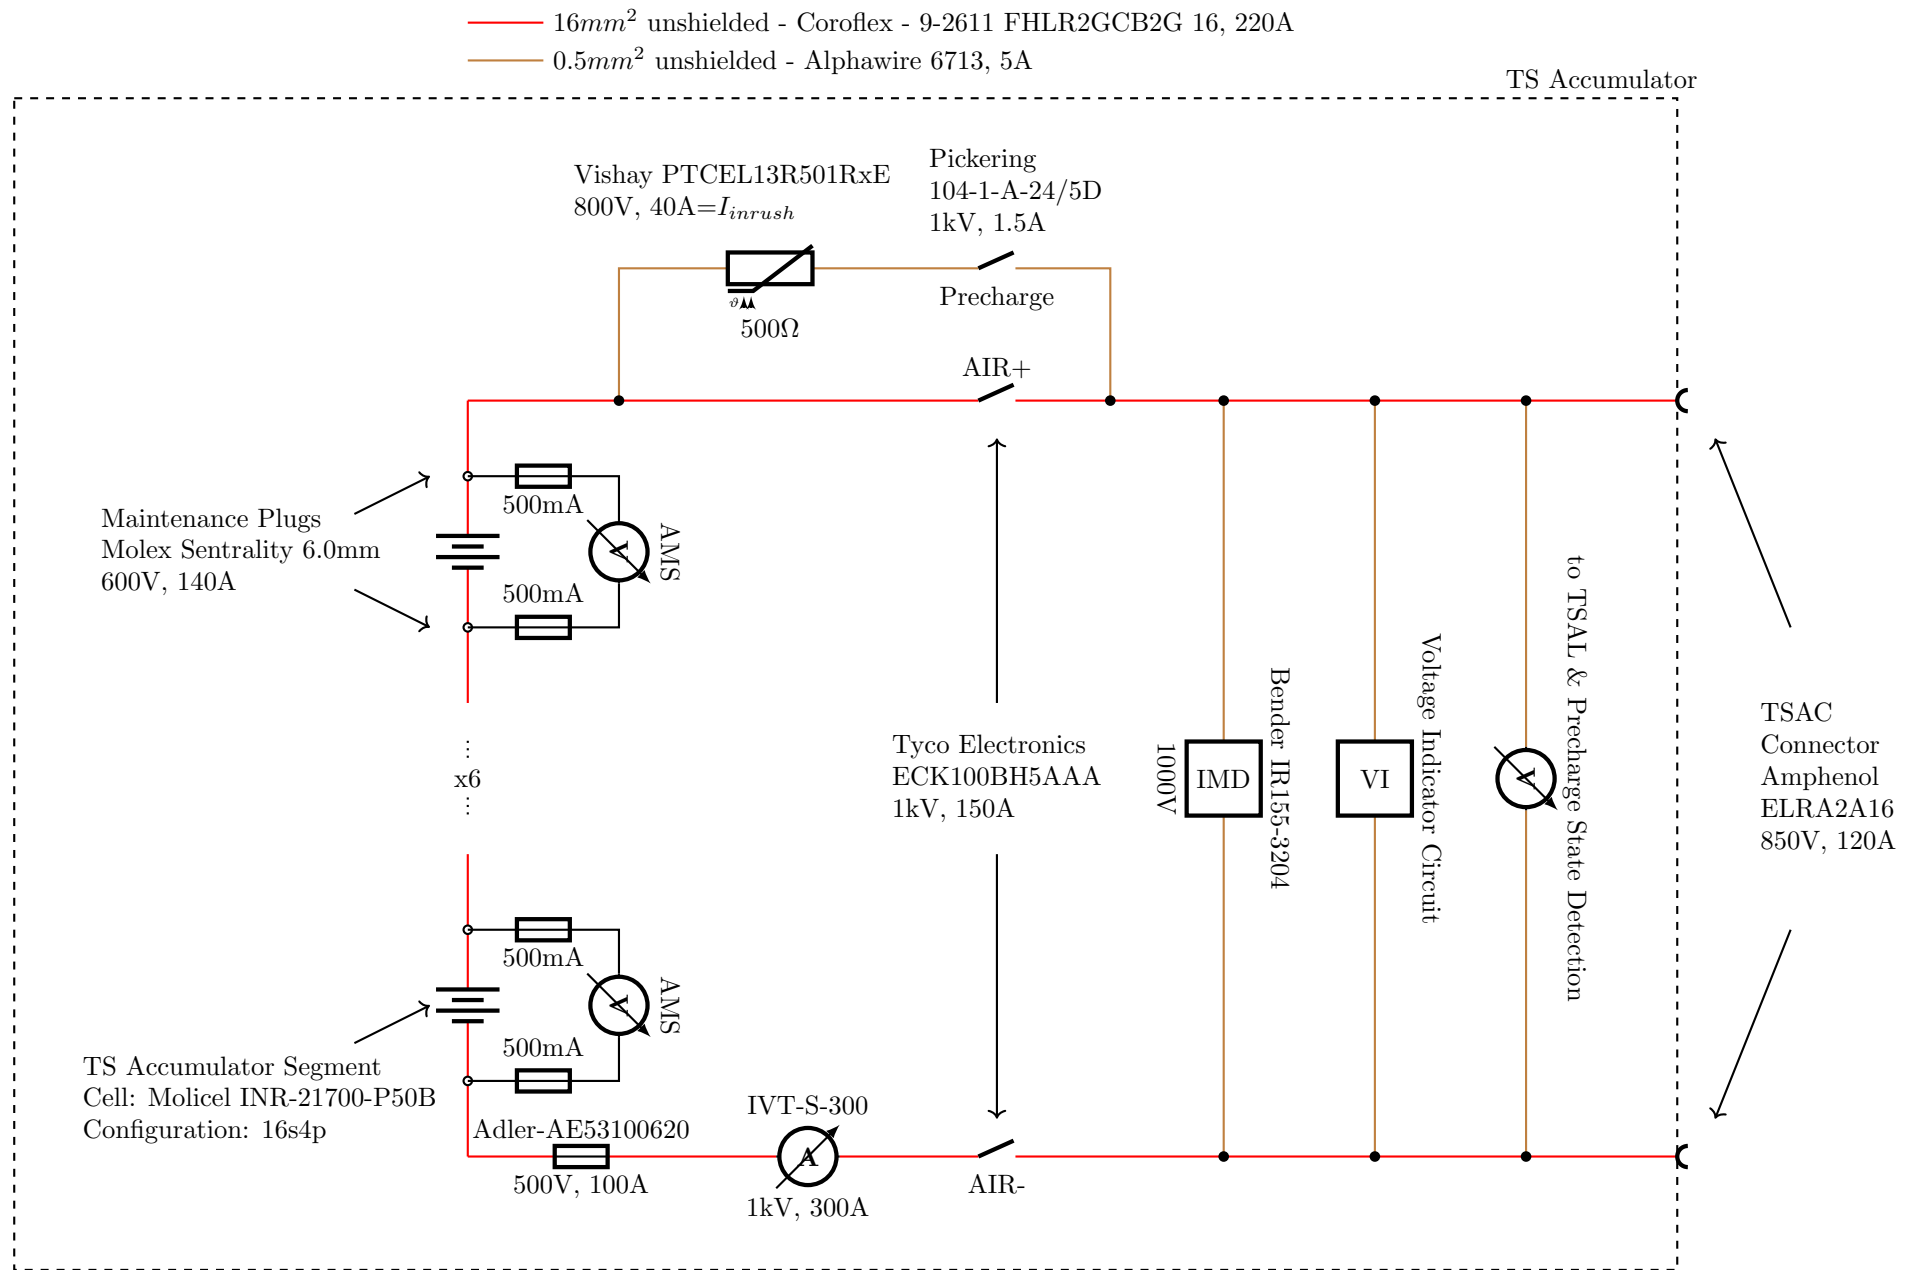 16mm² unshielded - Coroflex - 9-2611 FHLR2GCB2G 16, 220A
0.5mm² unshielded - Alphawire 6713, 5A
TS Accumulator
Vishay PTCEL13R501RxE
800V, 40A=I_inrush
Pickering
104-1-A-24/5D
1kV, 1.5A
ϑ
500Ω
Precharge
AIR+
Maintenance Plugs
Molex Sentrality 6.0mm
600V, 140A
500mA
V
AMS
500mA
x6
Tyco Electronics
ECK100BH5AAA
1kV, 150A
1000V
IMD
Bender IR155-3204
VI
Voltage Indicator Circuit
V
to TSAL & Precharge State Detection
TSAC
Connector
Amphenol
ELRA2A16
850V, 120A
500mA
V
AMS
500mA
TS Accumulator Segment
Cell: Molicel INR-21700-P50B
Configuration: 16s4p
Adler-AE53100620
500V, 100A
IVT-S-300
A
1kV, 300A
AIR-